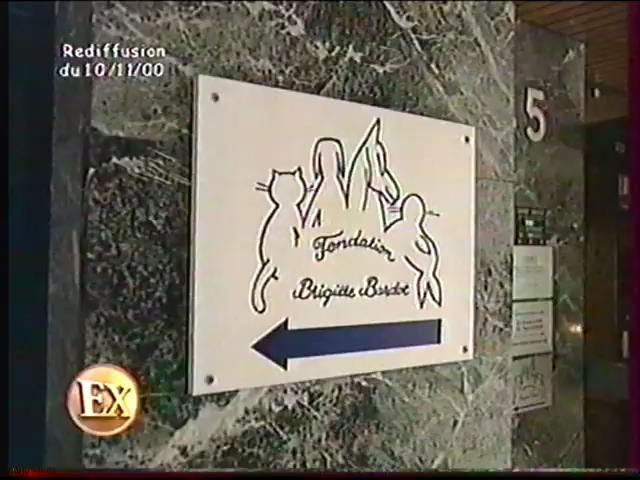 Rediffusion
du 10/11/00
5
Fondation
Brigitte Bardot
EX